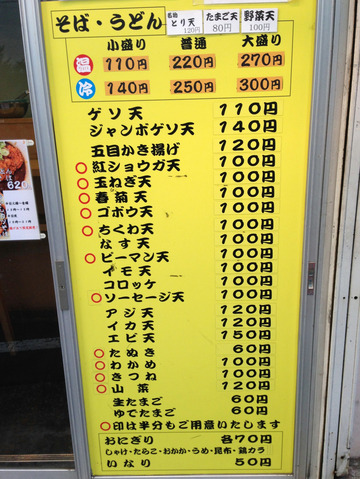 そば・うどん
名物 とり天 120円
たまご天 80円
野菜天 100円
小盛り 普通 大盛り
温 110円 220円 270円
冷 140円 250円 300円
ゲソ天 110円
ジャンボゲソ天 140円
五目かき揚げ 120円
○紅ショウガ天 100円
○玉ねぎ天 100円
○春菊天 100円
○ゴボウ天 100円
○ちくわ天 100円
なす天 100円
○ピーマン天 100円
イモ天 100円
コロッケ 100円
○ソーセージ天 100円
アジ天 120円
イカ天 120円
エビ天 150円
○たぬき 60円
○わかめ 100円
○きつね 100円
○山菜 120円
生たまご 60円
ゆでたまご 60円
○印は半分もご用意いたします
おにぎり 各70円
しゃけ・たらこ・おかか・うめ・昆布・鶏カラ
いなり 50円
620